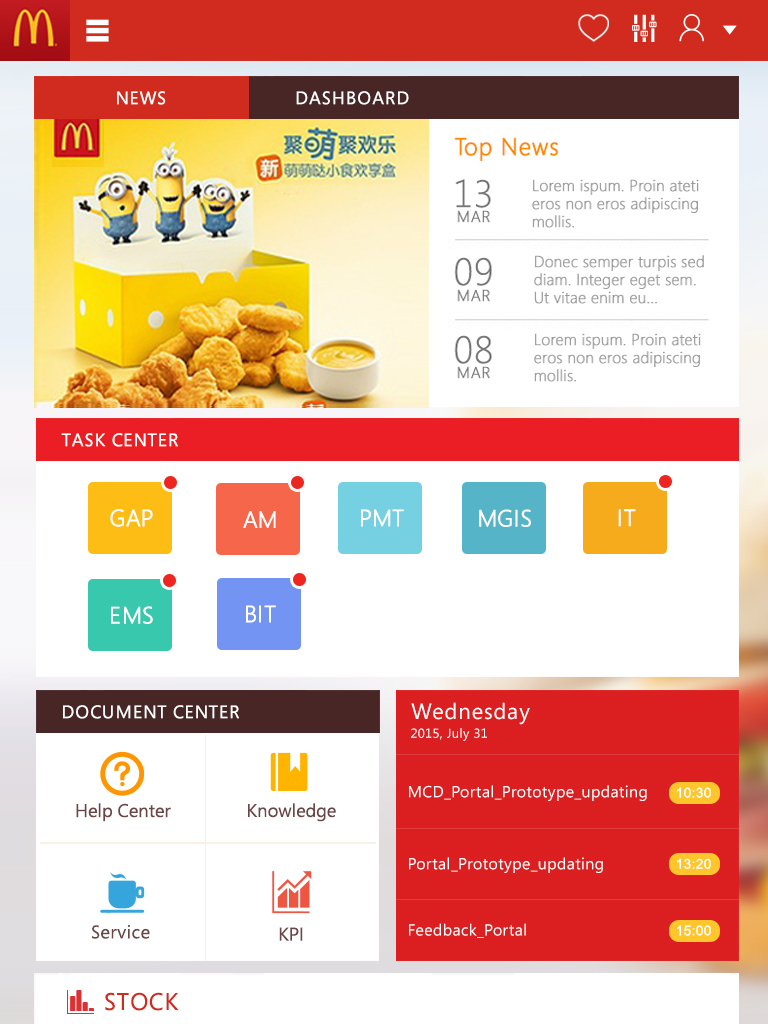 NEWS
DASHBOARD
聚萌聚欢乐
新 萌萌哒小食欢享盒
Top News
13
MAR
Lorem ispum. Proin ateti
eros non eros adipiscing
mollis.
09
MAR
Donec semper turpis sed
diam. Integer eget sem.
Ut vitae enim eu...
08
MAR
Lorem ispum. Proin ateti
eros non eros adipiscing
mollis.
TASK CENTER
GAP
AM
PMT
MGIS
IT
EMS
BIT
DOCUMENT CENTER
Help Center
Knowledge
Service
KPI
Wednesday
2015, July 31
MCD_Portal_Prototype_updating 10:30
Portal_Prototype_updating 13:20
Feedback_Portal 15:00
STOCK